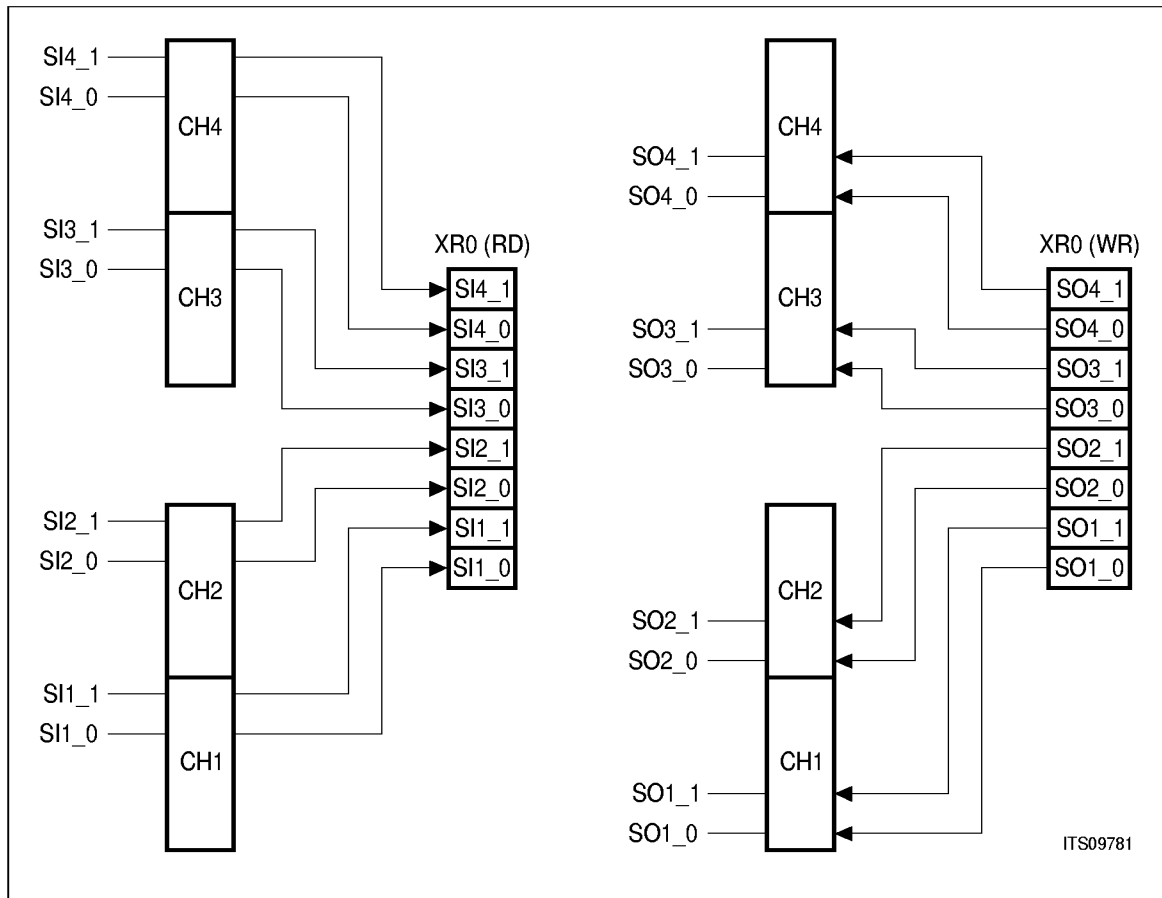 SI4_1
SI4_0
CH4
SI3_1
SI3_0
CH3
XR0 (RD)
SI4_1
SI4_0
SI3_1
SI3_0
SI2_1
SI2_0
SI1_1
SI1_0
SI2_1
SI2_0
CH2
SI1_1
SI1_0
CH1
CH4
SO4_1
SO4_0
CH3
SO3_1
SO3_0
XR0 (WR)
SO4_1
SO4_0
SO3_1
SO3_0
SO2_1
SO2_0
SO1_1
SO1_0
CH2
SO2_1
SO2_0
CH1
SO1_1
SO1_0
ITS09781